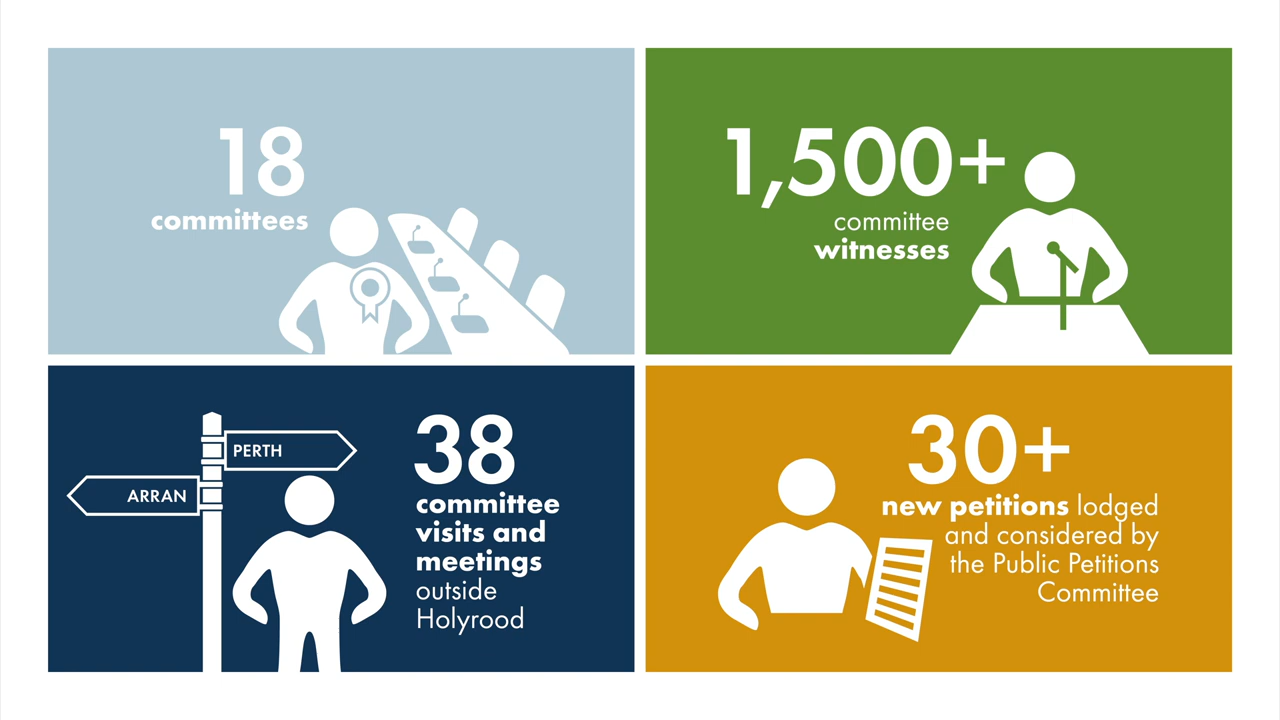 18
committees
1,500+
committee
witnesses
PERTH
ARRAN
38
committee
visits and
meetings
outside
Holyrood
30+
new petitions lodged
and considered by
the Public Petitions
Committee